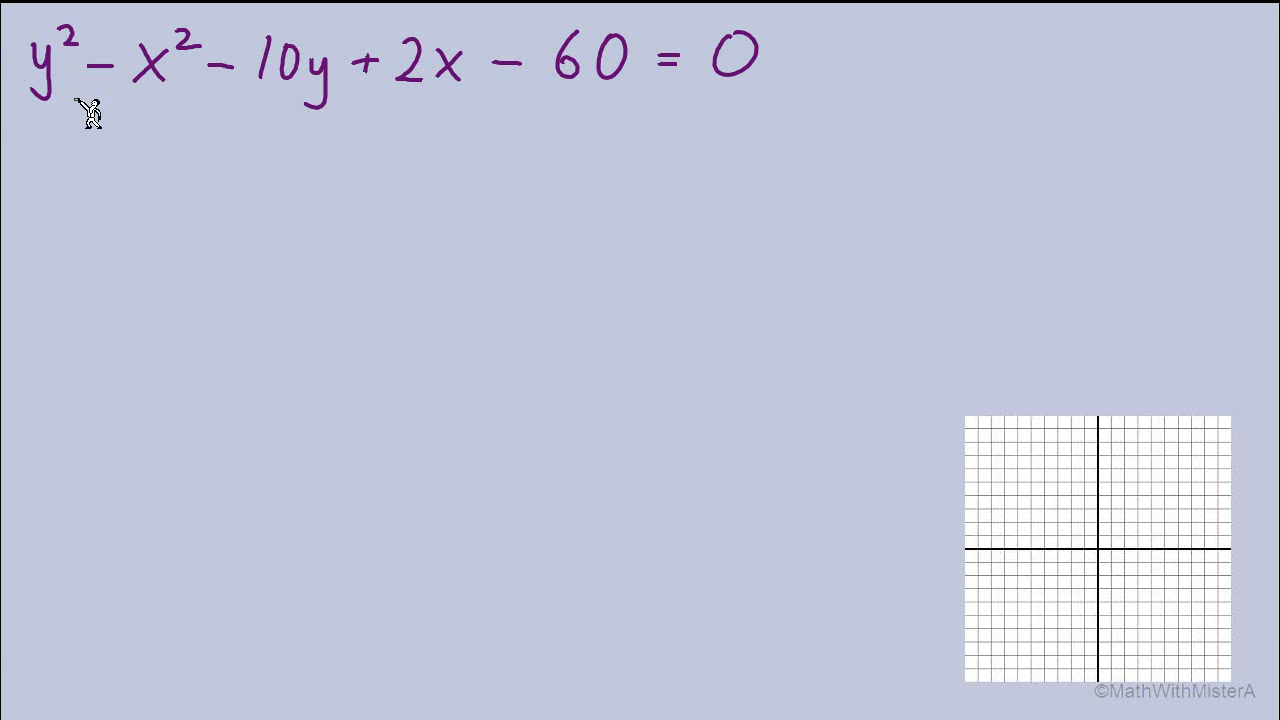 y² - x² - 10y + 2x - 60 = 0
©MathWithMisterA